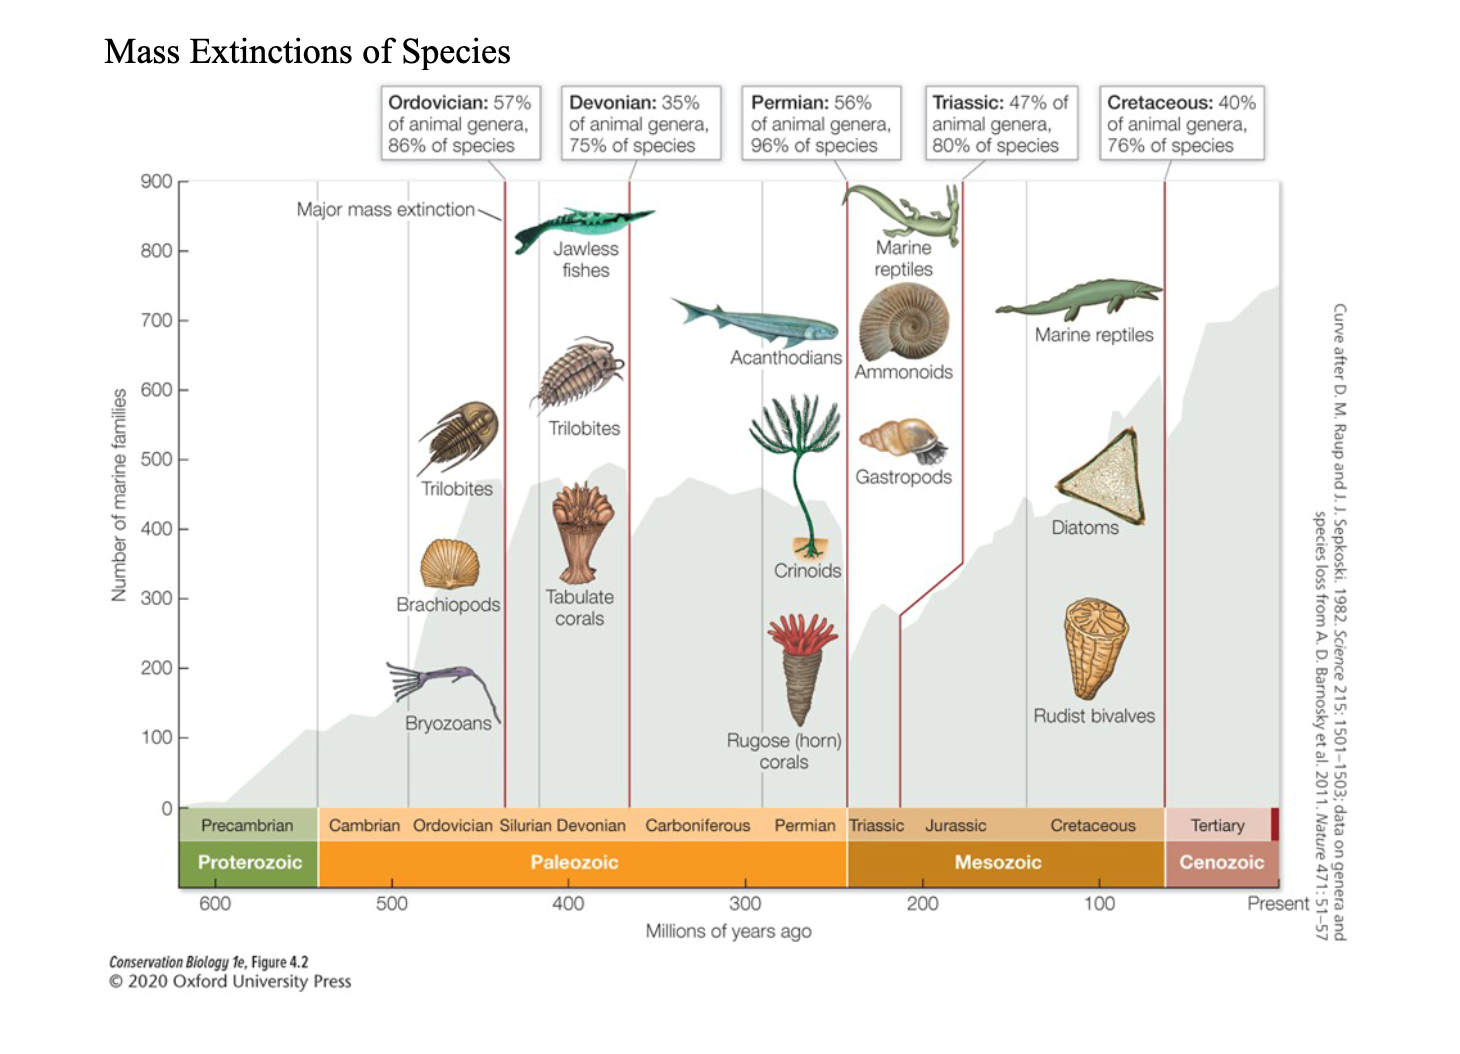 Mass Extinctions of Species
Ordovician: 57%
of animal genera,
86% of species
Devonian: 35%
of animal genera,
75% of species
Permian: 56%
of animal genera,
96% of species
Triassic: 47% of
animal genera,
80% of species
Cretaceous: 40%
of animal genera,
76% of species
Number of marine families
900
800
700
600
500
400
300
200
100
0
Major mass extinction
Trilobites
Brachiopods
Bryozoans
Jawless
fishes
Trilobites
Tabulate
corals
Acanthodians
Crinoids
Rugose (horn)
corals
Marine
reptiles
Ammonoids
Gastropods
Marine reptiles
Diatoms
Rudist bivalves
Precambrian Cambrian Ordovician Silurian Devonian Carboniferous Permian Triassic Jurassic Cretaceous Tertiary
Proterozoic Paleozoic Mesozoic Cenozoic
600 500 400 300 200 100 Present
Millions of years ago
Curve after D. M. Raup and J. J. Sepkoski. 1982. Science 215: 1501–1503; data on genera and
species loss from A. D. Barnosky et al. 2011. Nature 471: 51–57
Conservation Biology 1e, Figure 4.2
© 2020 Oxford University Press